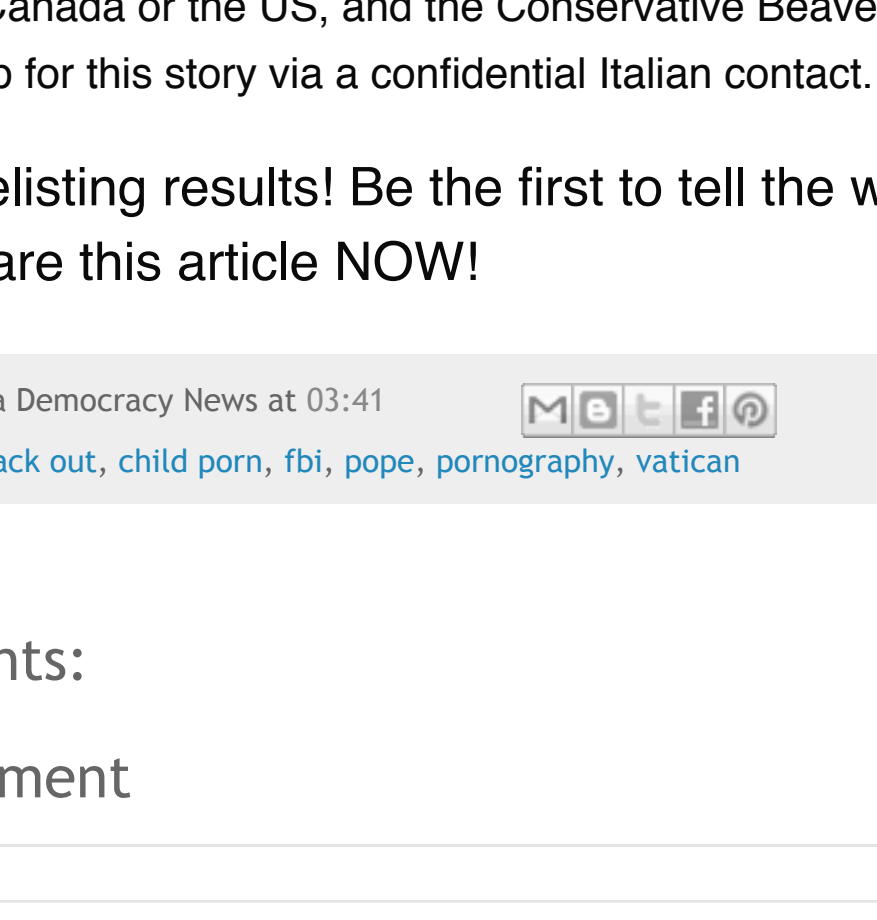 Canada or the US, and the Conservative Beave
for this story via a confidential Italian contact.
elisting results! Be the first to tell the w
are this article NOW!
a Democracy News at 03:41
ack out, child porn, fbi, pope, pornography, vatican
nts:
ment